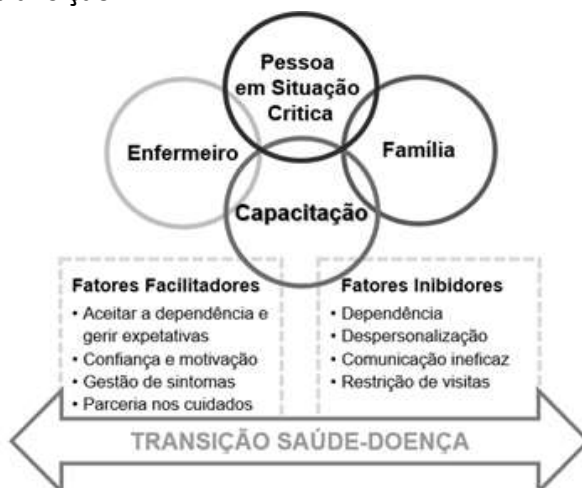 Pessoa
em Situação
Critica
Enfermeiro
Família
Capacitação
Fatores Facilitadores
• Aceitar a dependência e
gerir expetativas
• Confiança e motivação
• Gestão de sintomas
• Parceria nos cuidados
Fatores Inibidores
• Dependência
• Despersonalização
• Comunicação ineficaz
• Restrição de visitas
TRANSIÇÃO SAÚDE-DOENÇA